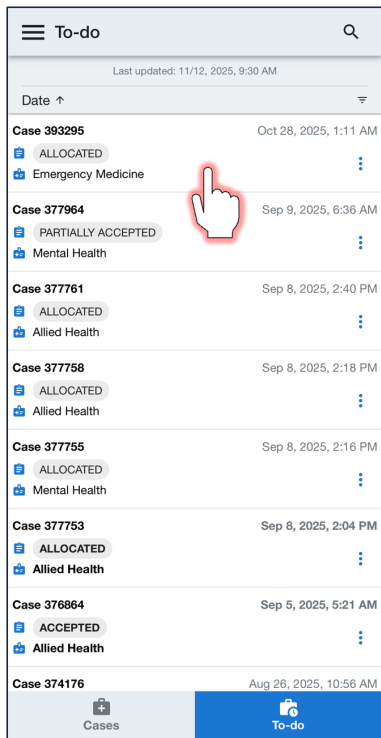 To-do
Last updated: 11/12, 2025, 9:30 AM
Date ↑
Case 393295 Oct 28, 2025, 1:11 AM
ALLOCATED
Emergency Medicine
Case 377964 Sep 9, 2025, 6:36 AM
PARTIALLY ACCEPTED
Mental Health
Case 377761 Sep 8, 2025, 2:40 PM
ALLOCATED
Allied Health
Case 377758 Sep 8, 2025, 2:18 PM
ALLOCATED
Allied Health
Case 377755 Sep 8, 2025, 2:16 PM
ALLOCATED
Mental Health
Case 377753 Sep 8, 2025, 2:04 PM
ALLOCATED
Allied Health
Case 376864 Sep 5, 2025, 5:21 AM
ACCEPTED
Allied Health
Case 374176 Aug 26, 2025, 10:56 AM
Cases To-do